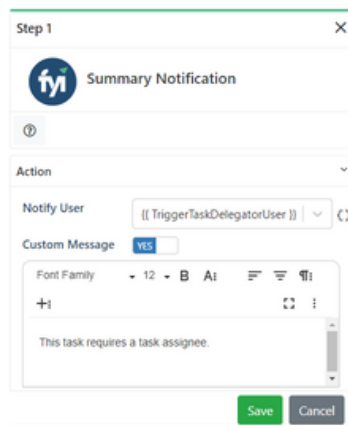 Step 1
fyi
Summary Notification
Action
Notify User
{{ TriggerTaskDelegatorUser }}
Custom Message
YES
Font Family
12
B
This task requires a task assignee.
Save
Cancel